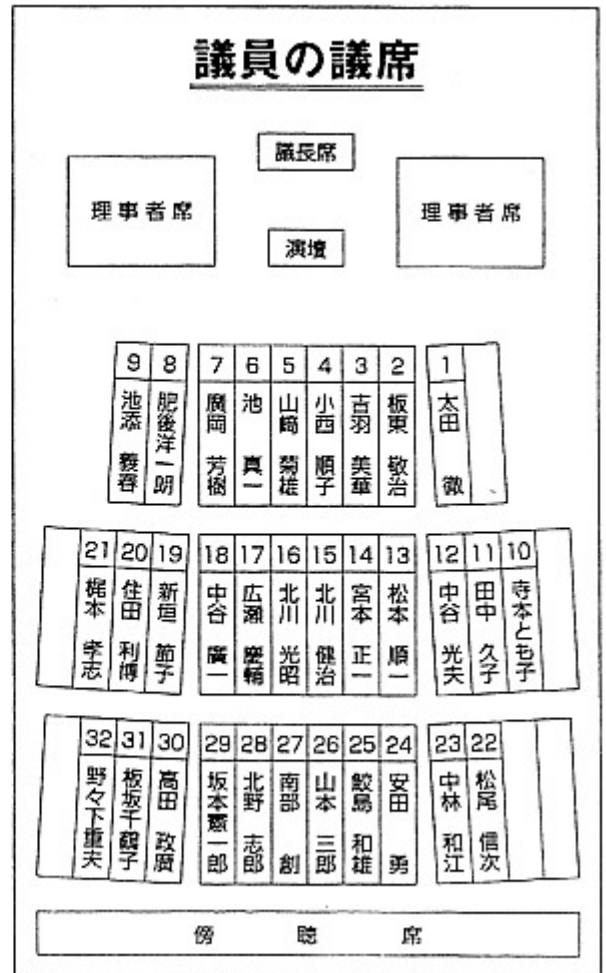 議員の議席
議長席
理事者席
理事者席
演壇
9 8 7 6 5 4 3 2 1
池添 義春
肥後洋一朗
廣岡 芳樹
池 真一
山﨑 菊雄
小西 順子
吉羽 美華
板東 敬治
太田 徹
21 20 19 18 17 16 15 14 13 12 11 10
梶本 孝志
住田 利博
新垣 節子
中谷 廣一
広瀬 慶輔
北川 光昭
北川 健治
宮本 正一
松本 順一
中谷 光夫
田中 久子
寺本とも子
32 31 30 29 28 27 26 25 24 23 22
野々下重夫
板坂千鶴子
高田 政廣
坂本憲一郎
北野 志郎
南部 創
山本 三郎
鮫島 和雄
安田 勇
中林 和江
松尾 信次
傍聴席